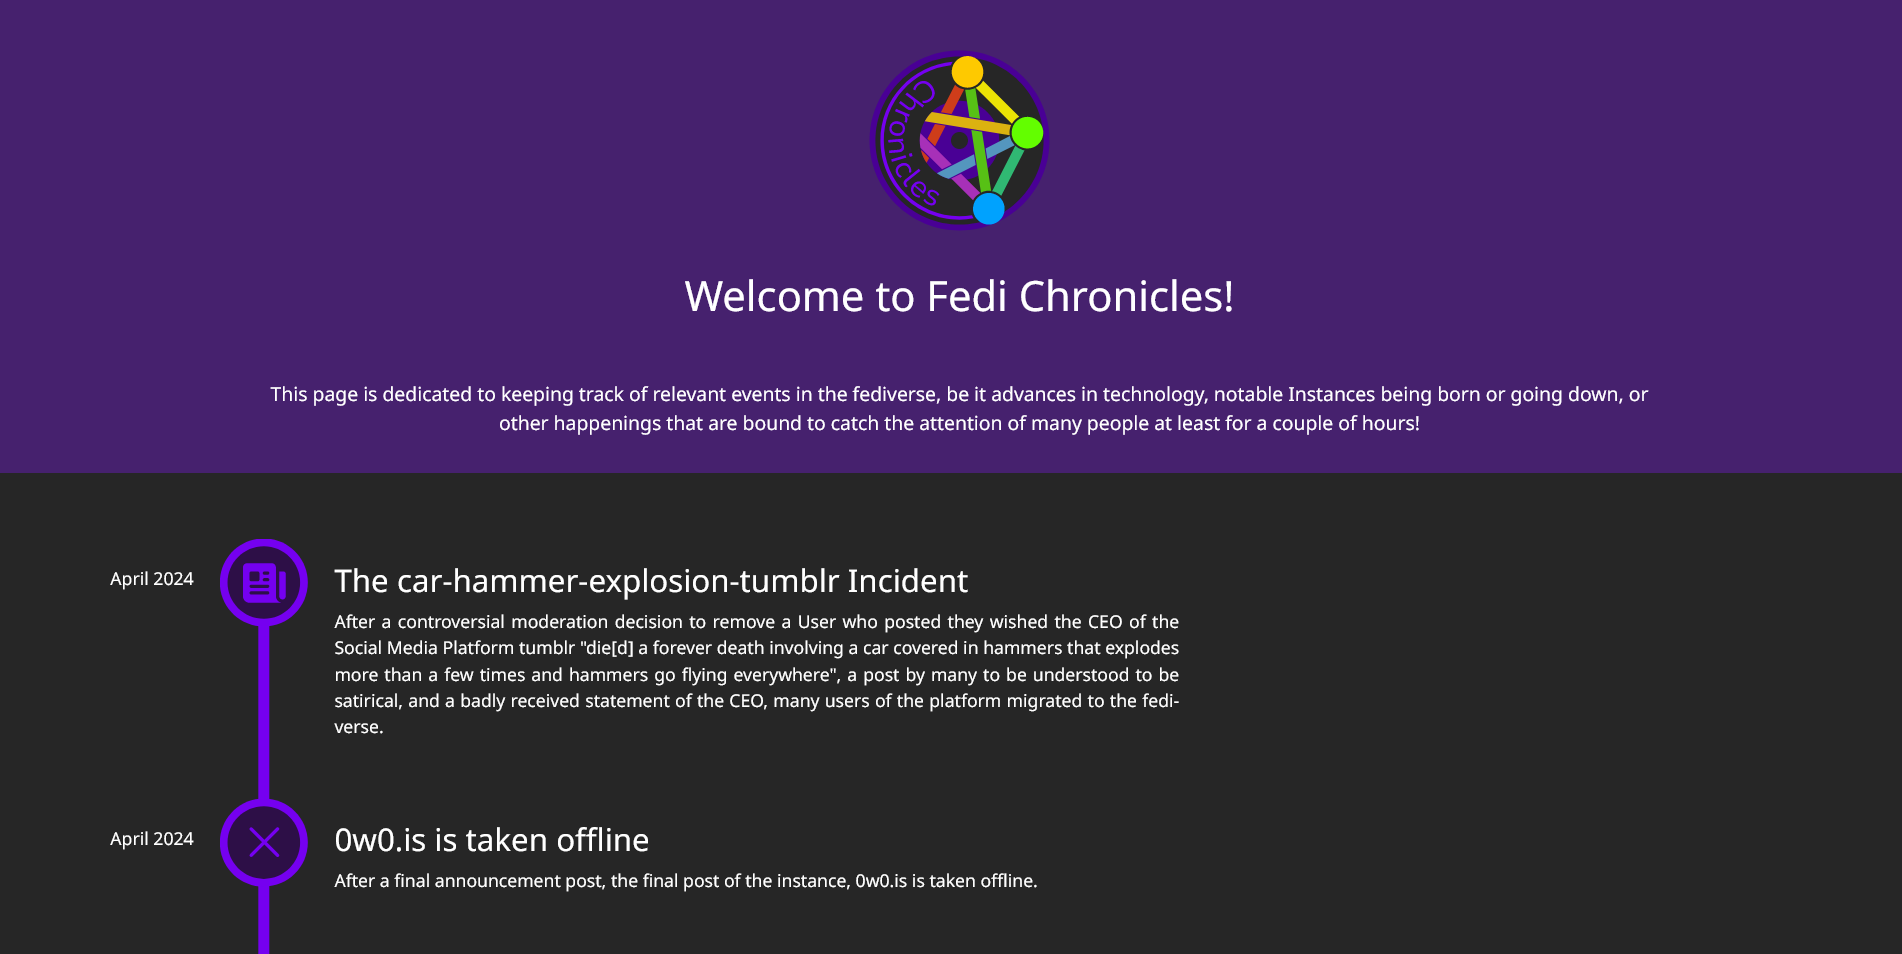 Chronicles
Welcome to Fedi Chronicles!
This page is dedicated to keeping track of relevant events in the fediverse, be it advances in technology, notable Instances being born or going down, or
other happenings that are bound to catch the attention of many people at least for a couple of hours!
April 2024
The car-hammer-explosion-tumblr Incident
After a controversial moderation decision to remove a User who posted they wished the CEO of the
Social Media Platform tumblr "die[d] a forever death involving a car covered in hammers that explodes
more than a few times and hammers go flying everywhere", a post by many to be understood to be
satirical, and a badly received statement of the CEO, many users of the platform migrated to the fedi-
verse.
April 2024
0w0.is is taken offline
After a final announcement post, the final post of the instance, 0w0.is is taken offline.